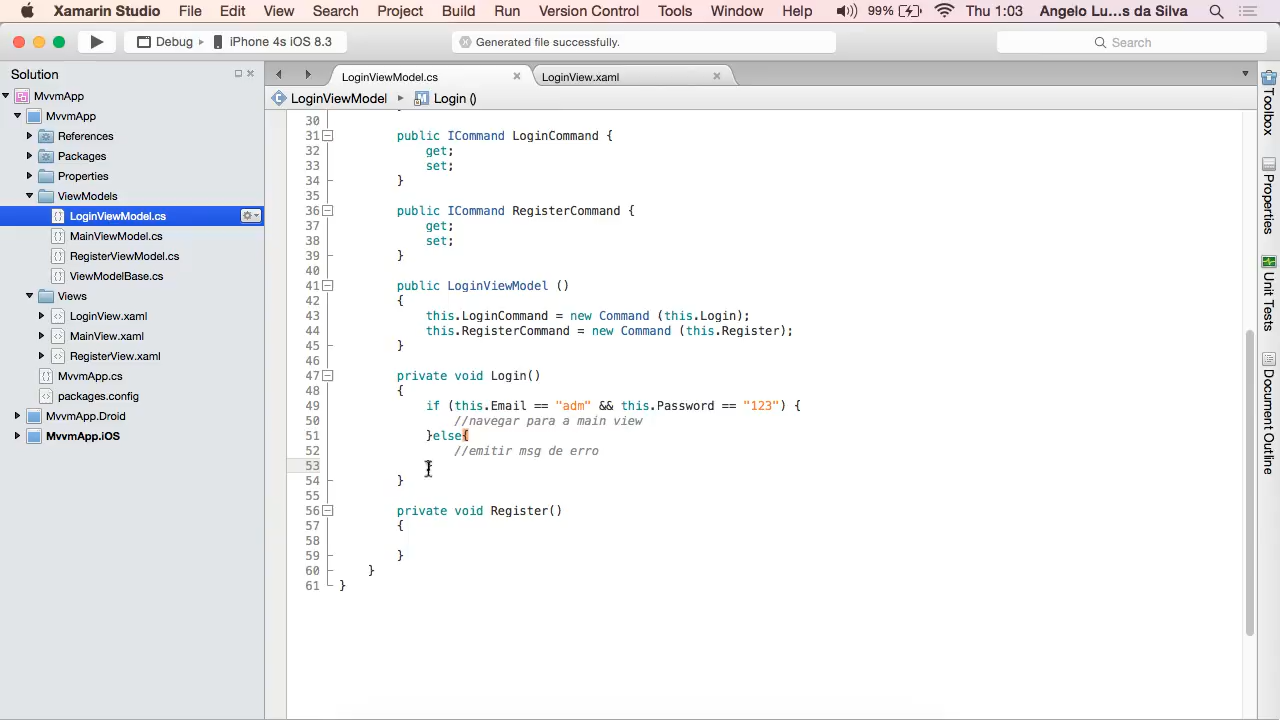 Xamarin Studio File Edit View Search Project Build Run Version Control Tools Window Help 99% Thu 1:03 Angelo Lu...s da Silva
Debug iPhone 4s iOS 8.3 Generated file successfully. Search
Solution
MvvmApp
MvvmApp
References
Packages
Properties
ViewModels
LoginViewModel.cs
MainViewModel.cs
RegisterViewModel.cs
ViewModelBase.cs
Views
LoginView.xaml
MainView.xaml
RegisterView.xaml
MvvmApp.cs
packages.config
MvvmApp.Droid
MvvmApp.iOS
LoginViewModel.cs LoginView.xaml
LoginViewModel Login ()
30
31 public ICommand LoginCommand {
32 get;
33 set;
34 }
35
36 public ICommand RegisterCommand {
37 get;
38 set;
39 }
40
41 public LoginViewModel ()
42 {
43 this.LoginCommand = new Command (this.Login);
44 this.RegisterCommand = new Command (this.Register);
45 }
46
47 private void Login()
48 {
49 if (this.Email == "adm" && this.Password == "123") {
50 //navegar para a main view
51 }else{
52 //emitir msg de erro
53 }
54 }
55
56 private void Register()
57 {
58
59 }
60 }
61 }
Toolbox
Properties
Unit Tests
Document Outline